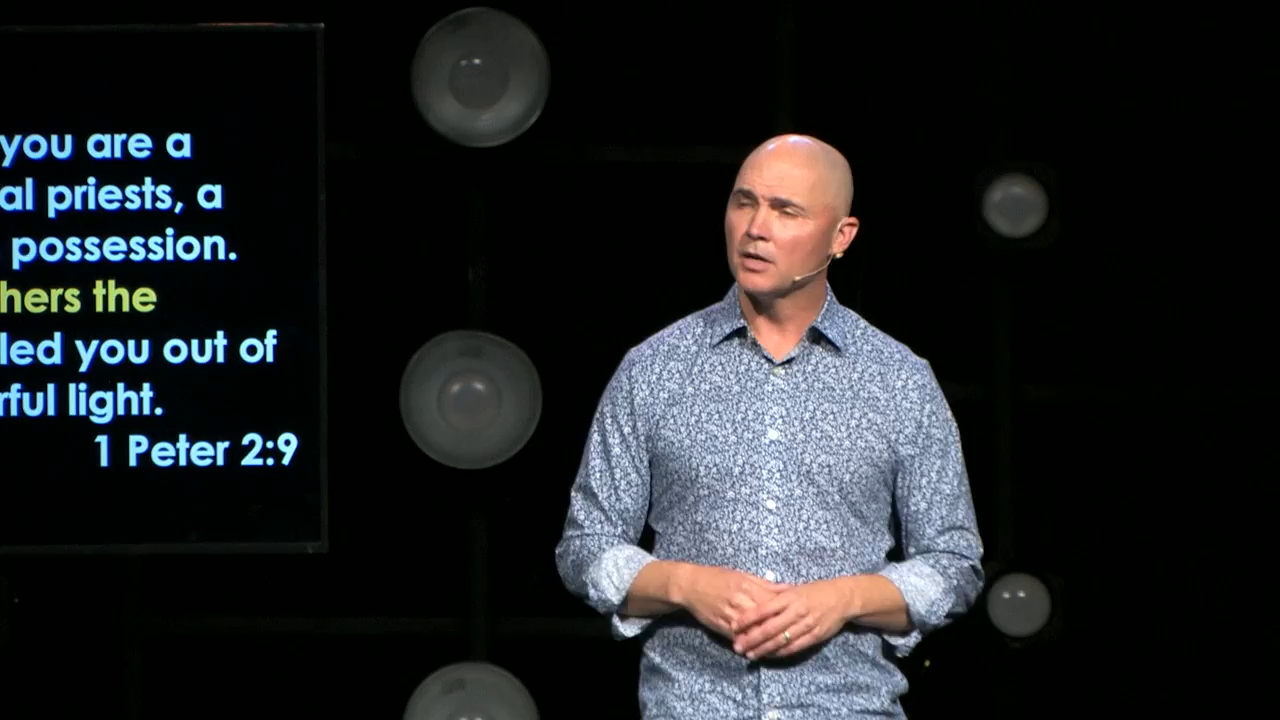 you are a
al priests, a
possession.
hers the
led you out of
rful light.
1 Peter 2:9